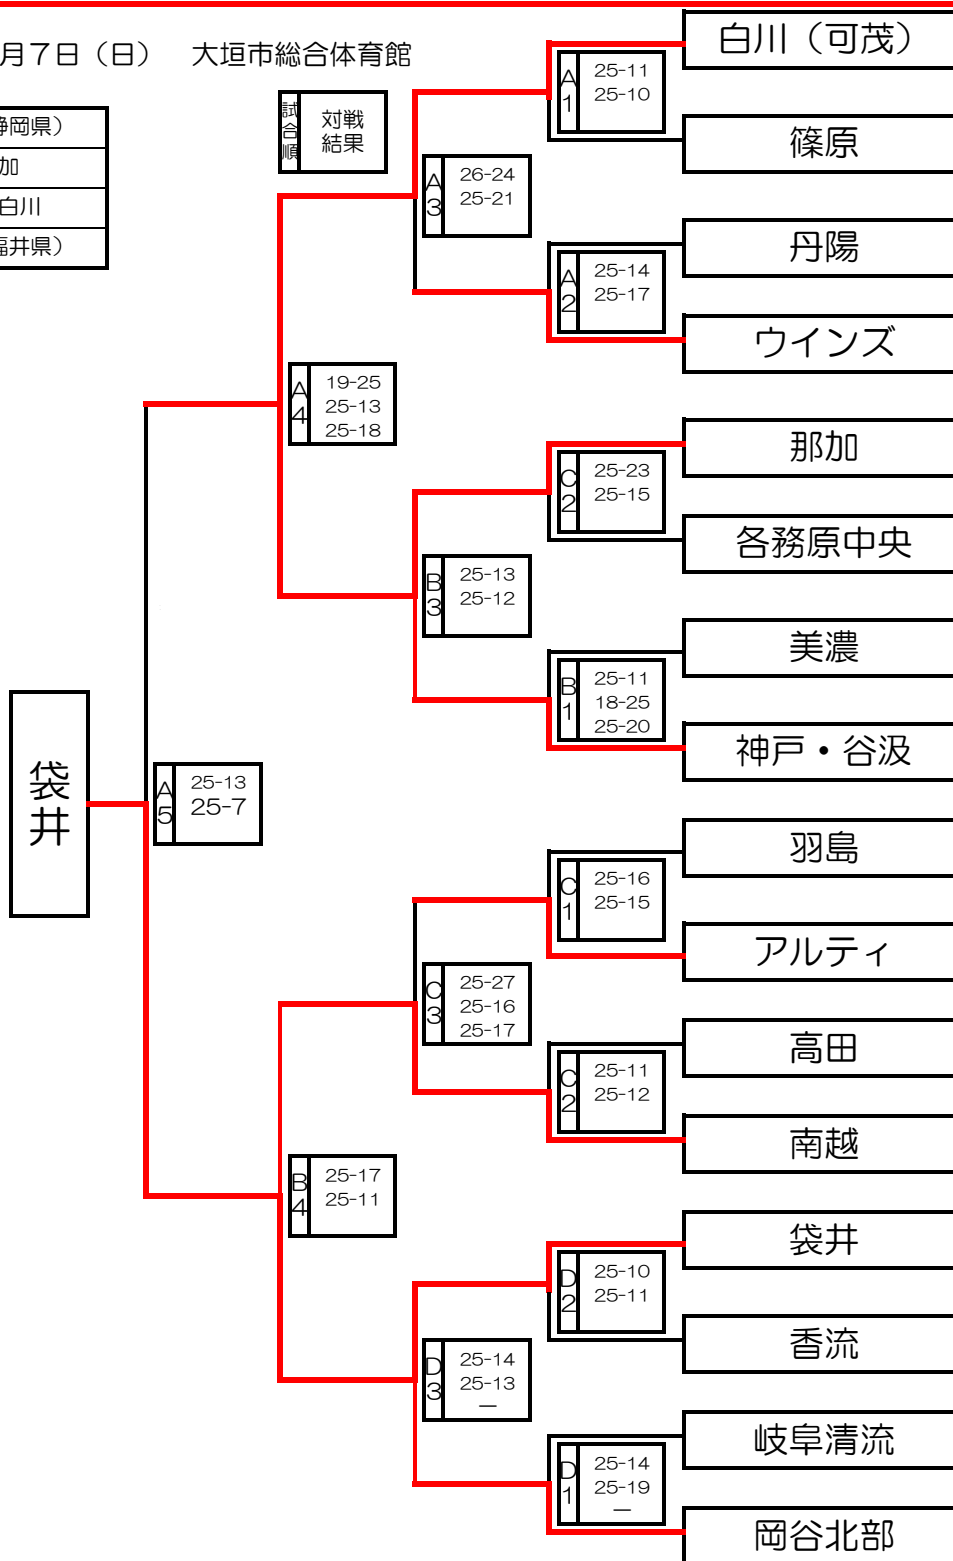 月７日（日） 大垣市総合体育館
静岡県）
加
白川
福井県）
試合順
対戦
結果
白川（可茂）
A1
25-11
25-10
篠原
A3
26-24
25-21
丹陽
A2
25-14
25-17
ウインズ
A4
19-25
25-13
25-18
那加
C2
25-23
25-15
各務原中央
B3
25-13
25-12
美濃
B1
25-11
18-25
25-20
神戸・谷汲
袋井
A5
25-13
25-7
羽島
C1
25-16
25-15
アルティ
C3
25-27
25-16
25-17
高田
C2
25-11
25-12
南越
B4
25-17
25-11
袋井
D2
25-10
25-11
香流
D3
25-14
25-13
―
岐阜清流
D1
25-14
25-19
―
岡谷北部